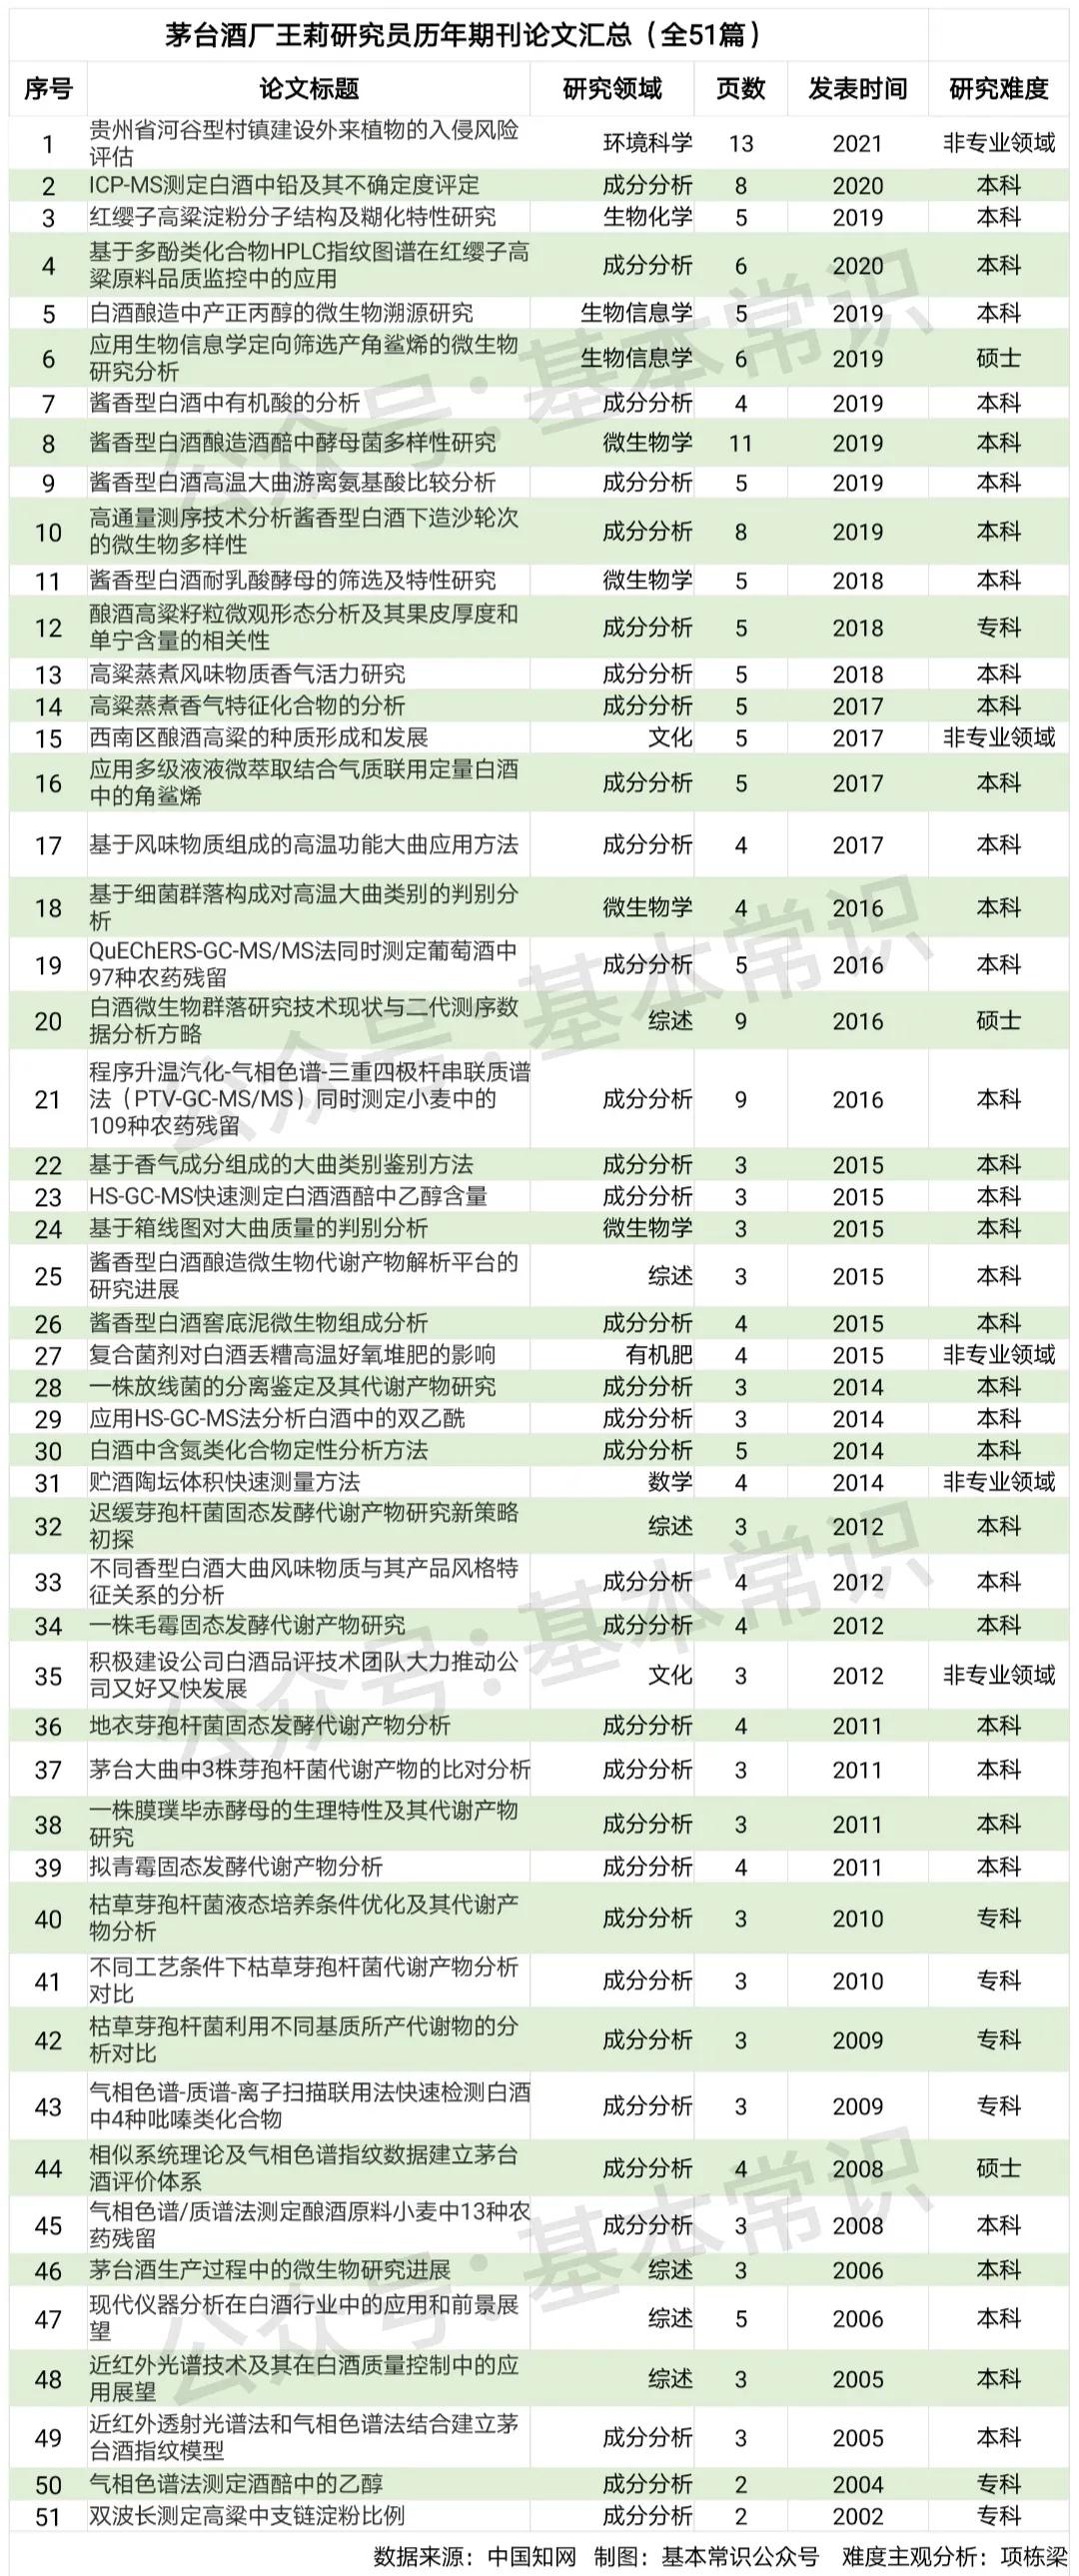 茅台酒厂王莉研究员历年期刊论文汇总（全51篇）
序号 论文标题 研究领域 页数 发表时间 研究难度
1 贵州省河谷型村镇建设外来植物的入侵风险 环境科学 13 2021 非专业领域
评估
2 ICP-MS测定白酒中铅及其不确定度评定 成分分析 8 2020 本科
3 红缨子高粱淀粉分子结构及糊化特性研究 生物化学 5 2019 本科
4 基于多酚类化合物HPLC指纹图谱在红缨子高 成分分析 6 2020 本科
粱原料品质监控中的应用
5 白酒酿造中产正丙醇的微生物溯源研究 生物信息学 5 2019 本科
6 应用生物信息学定向筛选产角鲨烯的微生物 生物信息学 6 2019 硕士
研究分析
7 酱香型白酒中有机酸的分析 成分分析 4 2019 本科
8 酱香型白酒酿造酒醅中酵母菌多样性研究 微生物学 11 2019 本科
9 酱香型白酒高温大曲游离氨基酸比较分析 成分分析 5 2019 本科
10 高通量测序技术分析酱香型白酒下造沙轮次 成分分析 8 2019 本科
的微生物多样性
11 酱香型白酒耐乳酸酵母的筛选及特性研究 微生物学 5 2018 本科
12 酿酒高粱籽粒微观形态分析及其果皮厚度和 成分分析 5 2018 专科
单宁含量的相关性
13 高粱蒸煮风味物质香气活力研究 成分分析 5 2018 本科
14 高粱蒸煮香气特征化合物的分析 成分分析 5 2017 本科
15 西南区酿酒高粱的种质形成和发展 文化 5 2017 非专业领域
16 应用多级液液微萃取结合气质联用定量白酒 成分分析 5 2017 本科
中的角鲨烯
17 基于风味物质组成的高温功能大曲应用方法 成分分析 4 2017 本科
18 基于细菌群落构成对高温大曲类别的判别分 微生物学 4 2016 本科
析
19 QuEChERS-GC-MS/MS法同时测定葡萄酒中 成分分析 5 2016 本科
97种农药残留
20 白酒微生物群落研究技术现状与二代测序数 综述 9 2016 硕士
据分析方略
21 程序升温汽化-气相色谱-三重四极杆串联质谱 成分分析 9 2016 本科
法（PTV-GC-MS/MS）同时测定小麦中的
109种农药残留
22 基于香气成分组成的大曲类别鉴别方法 成分分析 3 2015 本科
23 HS-GC-MS快速测定白酒酒醅中乙醇含量 成分分析 3 2015 本科
24 基于箱线图对大曲质量的判别分析 微生物学 3 2015 本科
25 酱香型白酒酿造微生物代谢产物解析平台的 综述 3 2015 本科
研究进展
26 酱香型白酒窖底泥微生物组成分析 成分分析 4 2015 本科
27 复合菌剂对白酒丢糟高温好氧堆肥的影响 有机肥 4 2015 非专业领域
28 一株放线菌的分离鉴定及其代谢产物研究 成分分析 3 2014 本科
29 应用HS-GC-MS法分析白酒中的双乙酰 成分分析 3 2014 本科
30 白酒中含氮类化合物定性分析方法 成分分析 5 2014 本科
31 贮酒陶坛体积快速测量方法 数学 4 2014 非专业领域
32 迟缓芽孢杆菌固态发酵代谢产物研究新策略 综述 3 2012 本科
初探
33 不同香型白酒大曲风味物质与其产品风格特 成分分析 4 2012 本科
征关系的分析
34 一株毛霉固态发酵代谢产物研究 成分分析 4 2012 本科
35 积极建设公司白酒品评技术团队大力推动公 文化 3 2012 非专业领域
司又好又快发展
36 地衣芽孢杆菌固态发酵代谢产物分析 成分分析 4 2011 本科
37 茅台大曲中3株芽孢杆菌代谢产物的比对分析 成分分析 3 2011 本科
38 一株膜璞毕赤酵母的生理特性及其代谢产物 成分分析 3 2011 本科
研究
39 拟青霉固态发酵代谢产物分析 成分分析 4 2011 本科
40 枯草芽孢杆菌液态培养条件优化及其代谢产 成分分析 3 2010 专科
物分析
41 不同工艺条件下枯草芽孢杆菌代谢产物分析 成分分析 3 2010 专科
对比
42 枯草芽孢杆菌利用不同基质所产代谢物的分 成分分析 3 2009 专科
析对比
43 气相色谱-质谱-离子扫描联用法快速检测白酒 成分分析 3 2009 专科
中4种吡嗪类化合物
44 相似系统理论及气相色谱指纹数据建立茅台 成分分析 4 2008 硕士
酒评价体系
45 气相色谱/质谱法测定酿酒原料小麦中13种农 成分分析 3 2008 本科
药残留
46 茅台酒生产过程中的微生物研究进展 综述 3 2006 本科
47 现代仪器分析在白酒行业中的应用和前景展 综述 5 2006 本科
望
48 近红外光谱技术及其在白酒质量控制中的应 综述 3 2005 本科
用展望
49 近红外透射光谱法和气相色谱法结合建立茅 成分分析 3 2005 本科
台酒指纹模型
50 气相色谱法测定酒醅中的乙醇 成分分析 2 2004 专科
51 双波长测定高粱中支链淀粉比例 成分分析 2 2002 专科
数据来源：中国知网 制图：基本常识公众号 难度主观分析：项栋梁
公众号：基本常识
公众号：基本常识
公众号：基本常识
公众号：基本常识